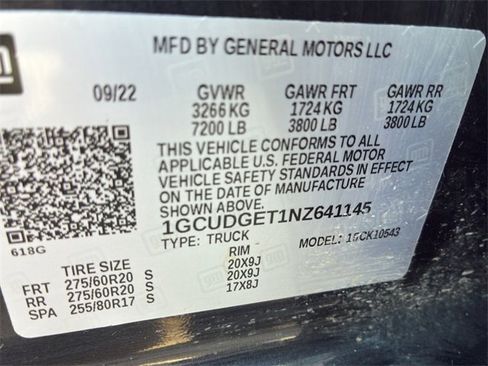 gm
MFD BY GENERAL MOTORS LLC
09/22 GVWR GAWR FRT GAWR RR
3266 KG 1724 KG 1724 KG
7200 LB 3800 LB 3800 LB
THIS VEHICLE CONFORMS TO ALL
APPLICABLE U.S. FEDERAL MOTOR
VEHICLE SAFETY STANDARDS IN EFFECT
ON THE DATE OF MANUFACTURE
SHOWN ABOVE.
1GCUDGET1NZ641145
TYPE: TRUCK MODEL: 1SCK10543
618G
TIRE SIZE RIM
FRT 275/60R20 S 20X9J
RR 275/60R20 S 20X9J
SPA 255/80R17 S 17X8J